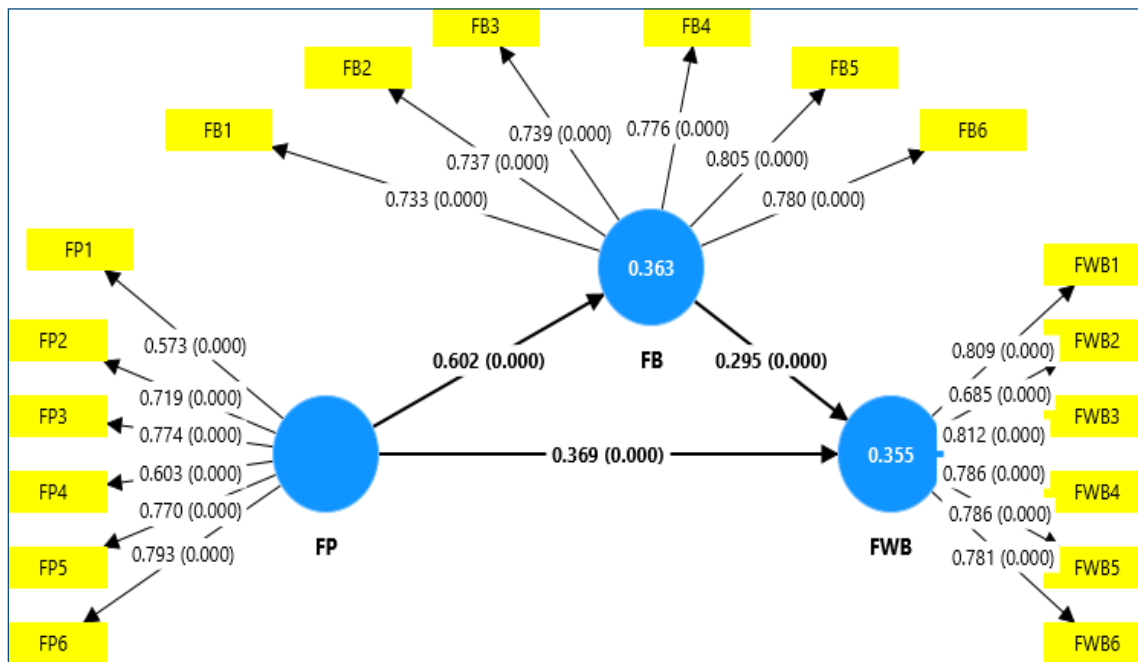 FB3
FB4
FB2
FB5
FB1
FB6
0.739 (0.000)
0.776 (0.000)
0.737 (0.000)
0.805 (0.000)
0.733 (0.000)
0.780 (0.000)
FP1
FWB1
0.363
FP2
0.573 (0.000)
FB
FWB2
0.602 (0.000)
0.295 (0.000)
0.809 (0.000)
0.719 (0.000)
0.685 (0.000)
FP3
0.774 (0.000)
0.812 (0.000)
FWB3
0.369 (0.000)
0.355
0.603 (0.000)
0.786 (0.000)
FP4
FWB4
0.770 (0.000)
0.786 (0.000)
FP
FWB
0.793 (0.000)
0.781 (0.000)
FP5
FWB5
FP6
FWB6